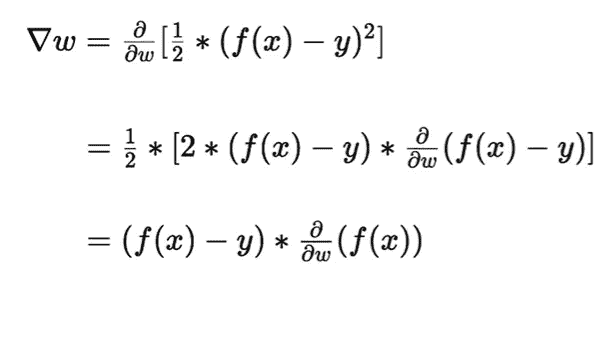 ∇w = ∂/∂w [1/2 * (f(x) − y)²]
= 1/2 * [2 * (f(x) − y) * ∂/∂w (f(x) − y)]
= (f(x) − y) * ∂/∂w (f(x))